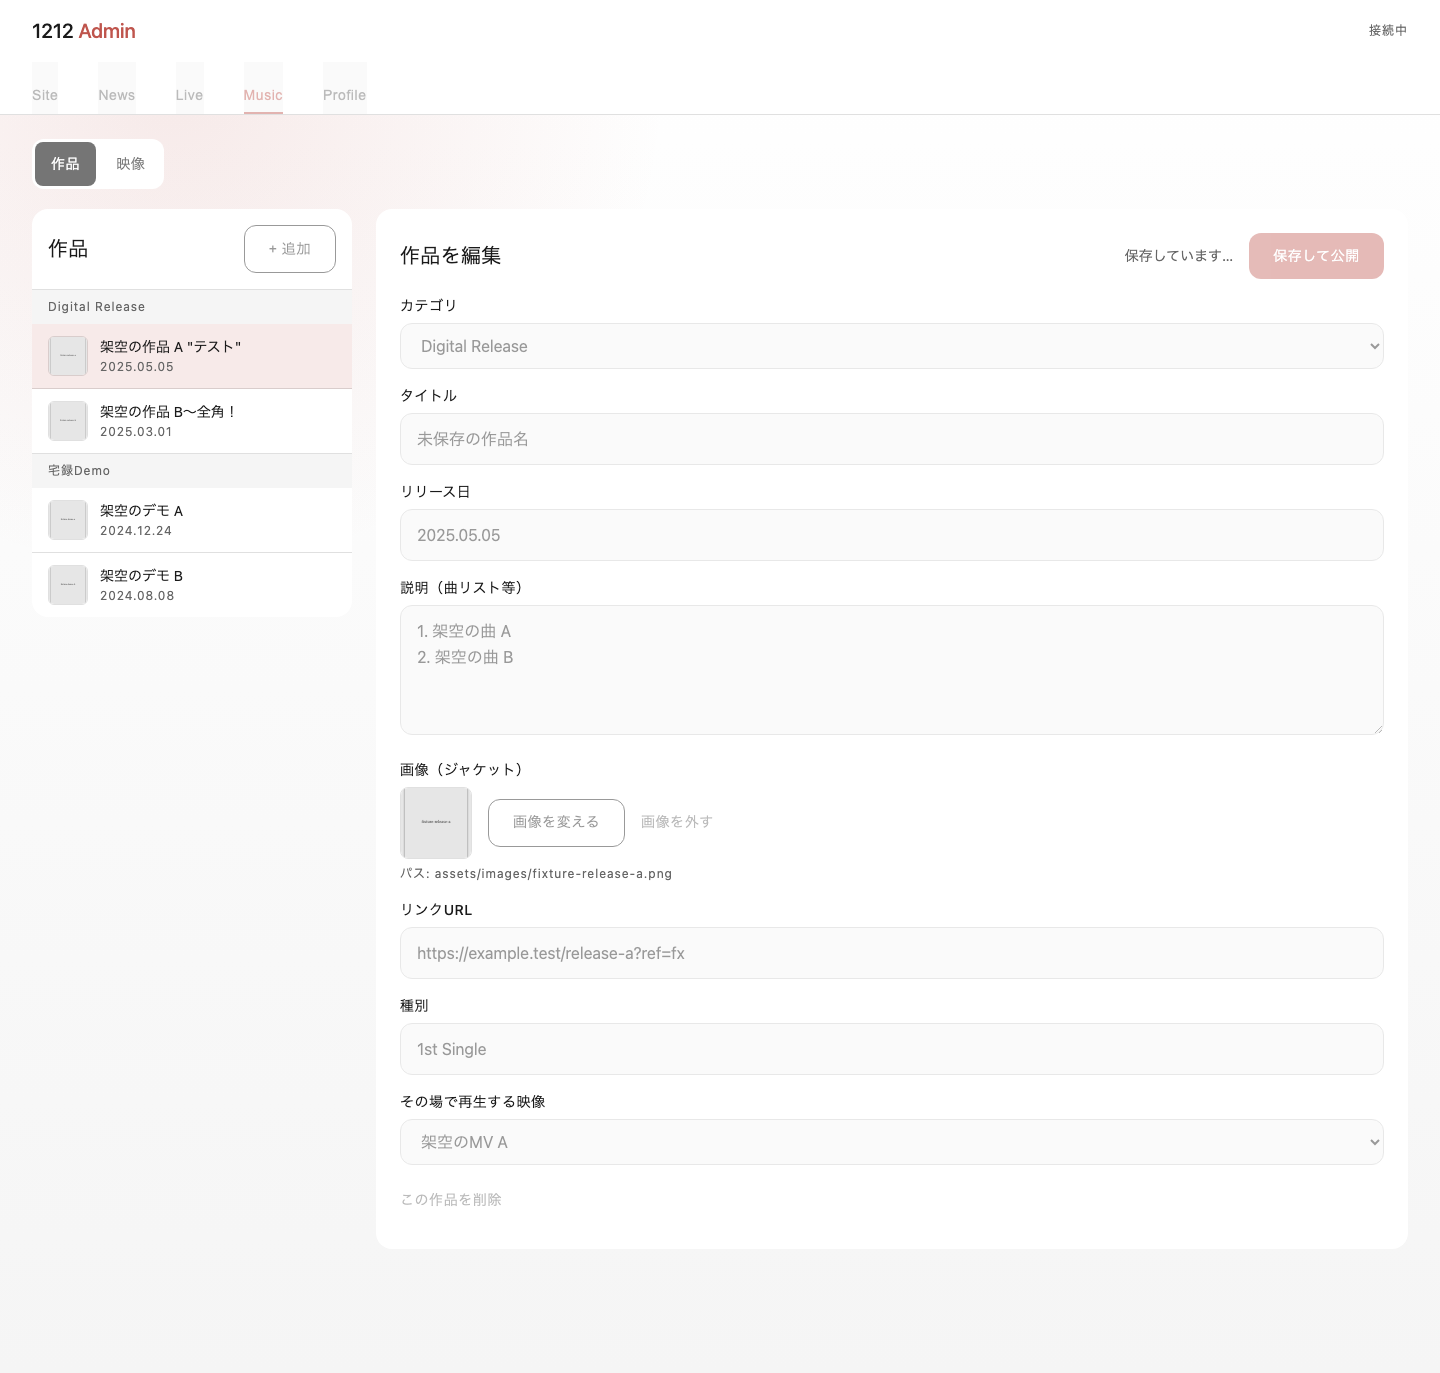 1212 Admin
接続中
Site
News
Live
Music
Profile
作品
映像
作品
+ 追加
Digital Release
架空の作品 A "テスト"
2025.05.05
架空の作品 B〜全角！
2025.03.01
宅録Demo
架空のデモ A
2024.12.24
架空のデモ B
2024.08.08
作品を編集
保存しています…
保存して公開
カテゴリ
Digital Release
タイトル
未保存の作品名
リリース日
2025.05.05
説明（曲リスト等）
1. 架空の曲 A
2. 架空の曲 B
画像（ジャケット）
画像を変える
画像を外す
パス: assets/images/fixture-release-a.png
リンクURL
https://example.test/release-a?ref=fx
種別
1st Single
その場で再生する映像
架空のMV A
この作品を削除